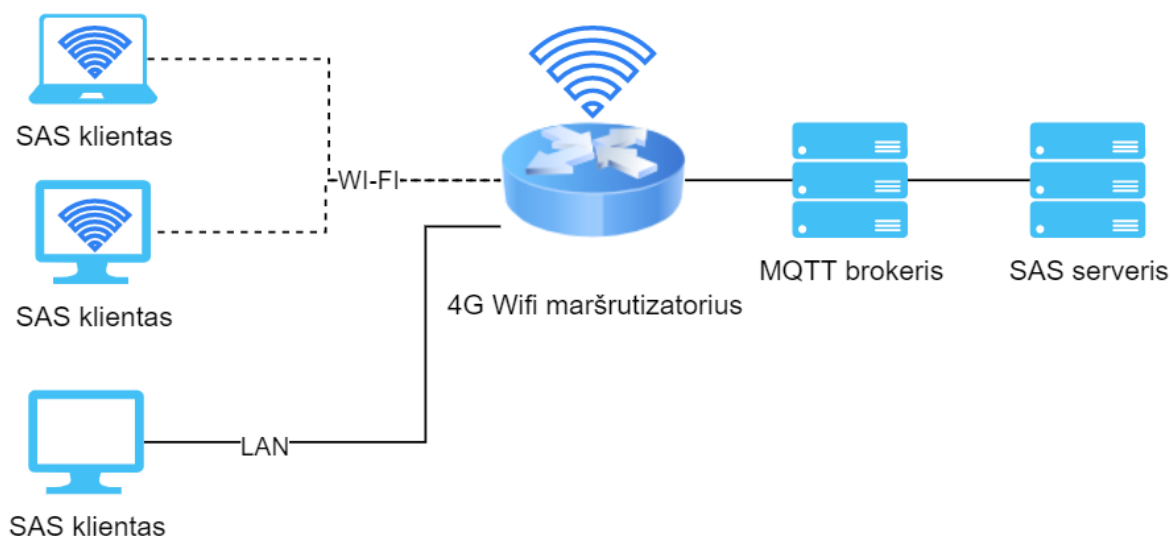 SAS klientas
WI-FI
SAS klientas
4G Wifi maršrutizatorius
MQTT brokeris
SAS serveris
LAN
SAS klientas